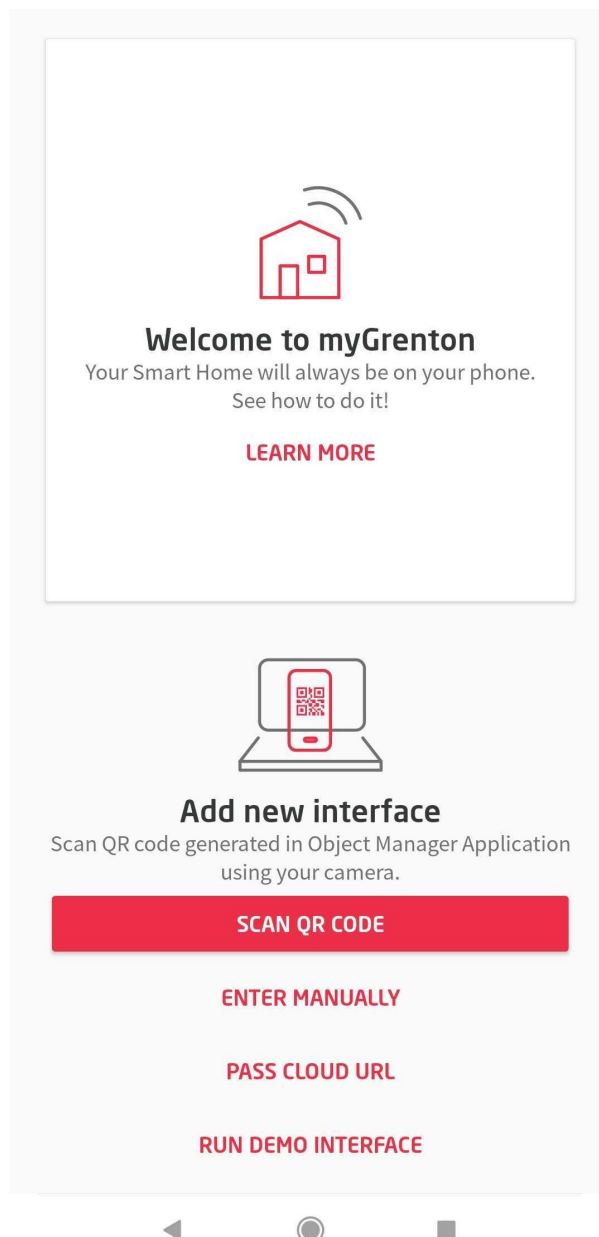 Welcome to myGrenton
Your Smart Home will always be on your phone.
See how to do it!
LEARN MORE
Add new interface
Scan QR code generated in Object Manager Application
using your camera.
SCAN QR CODE
ENTER MANUALLY
PASS CLOUD URL
RUN DEMO INTERFACE